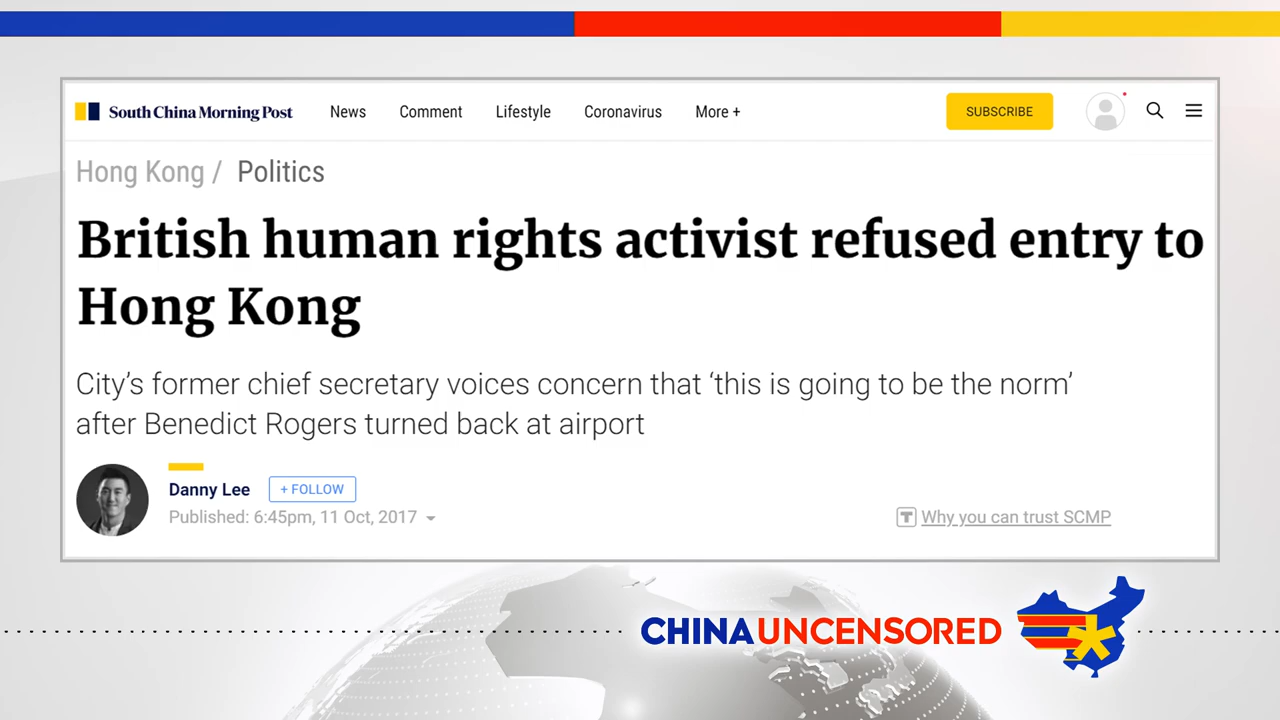 South China Morning Post News Comment Lifestyle Coronavirus More + SUBSCRIBE
Hong Kong / Politics
British human rights activist refused entry to
Hong Kong
City’s former chief secretary voices concern that ‘this is going to be the norm’
after Benedict Rogers turned back at airport
Danny Lee + FOLLOW
Published: 6:45pm, 11 Oct, 2017 T Why you can trust SCMP
CHINA UNCENSORED